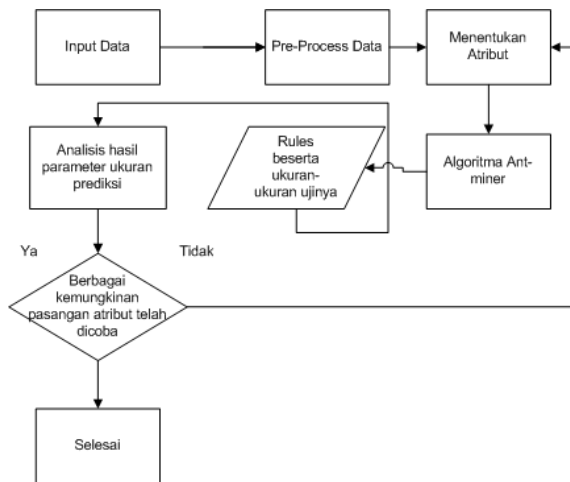 Input Data
Pre-Process Data
Menentukan
Atribut
Algoritma Ant-
miner
Rules
beserta
ukuran-
ukuran ujinya
Analisis hasil
parameter ukuran
prediksi
Ya
Tidak
Berbagai
kemungkinan
pasangan atribut telah
dicoba
Selesai